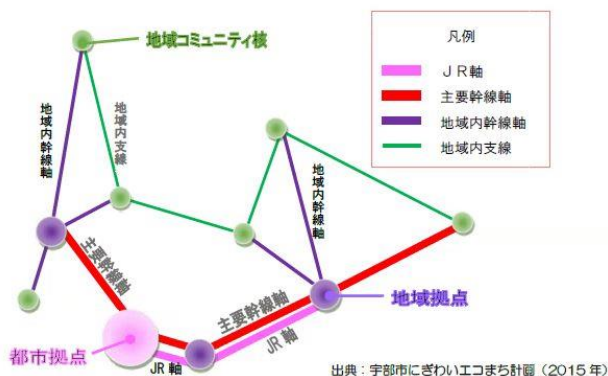 地域コミュニティ核
凡例
JR軸
主要幹線軸
地域内幹線軸
地域内支線
地域内幹線軸
地域内支線
地域内幹線軸
主要幹線軸
主要幹線軸
地域拠点
JR軸
都市拠点
JR軸
出典：宇部市にぎわいエコまち計画（2015年）